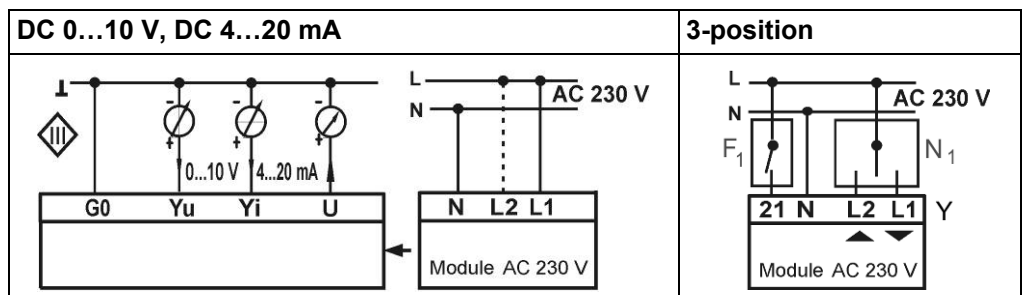 DC 0…10 V, DC 4…20 mA
3-position
⊥
L
AC 230 V
N
III
0...10 V
4...20 mA
G0 Yu Yi U
N L2 L1
Module AC 230 V
L
AC 230 V
N
F1
N1
21 N L2 L1 Y
Module AC 230 V